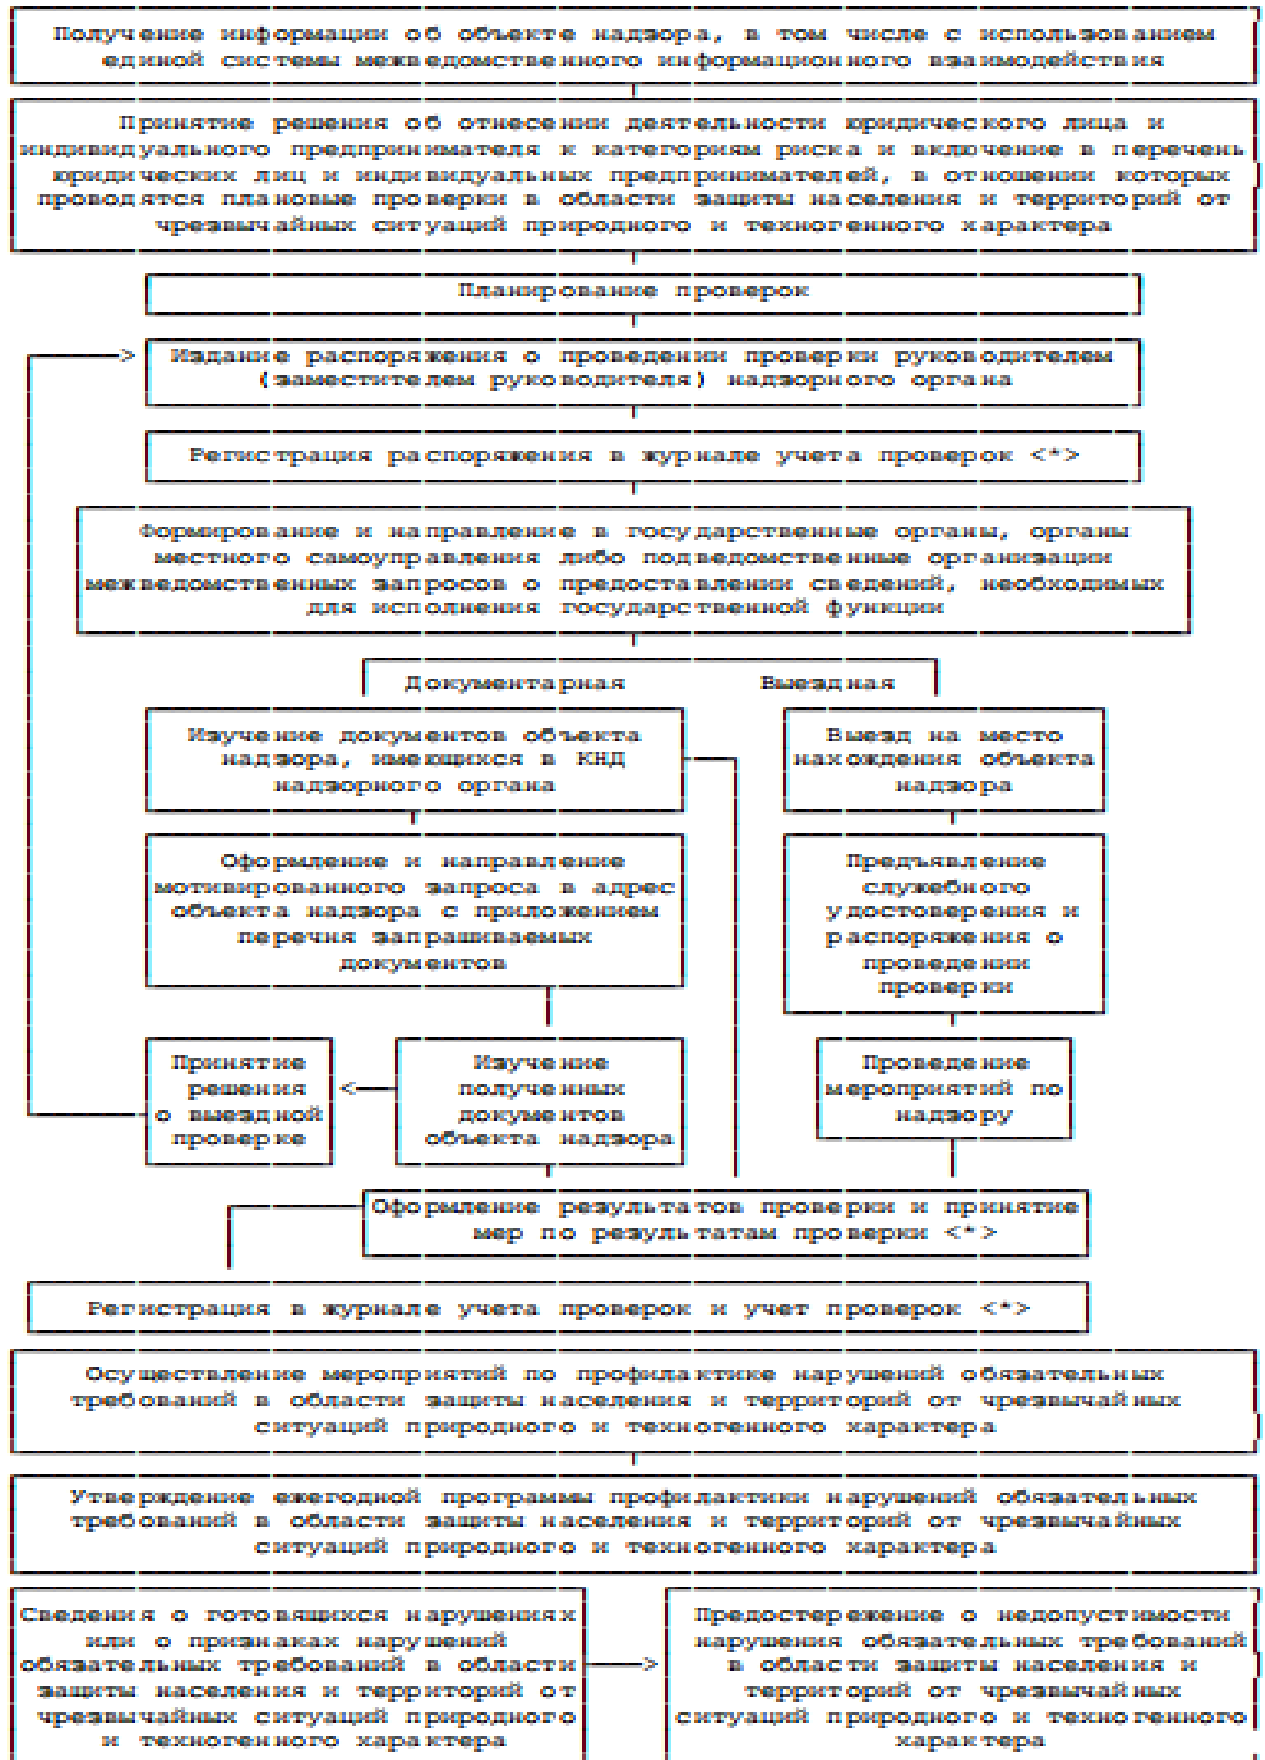 Получение информации об объекте надзора, в том числе с использованием
единой системы межведомственного информационного взаимодействия
Принятие решения об отнесении деятельности юридического лица и
индивидуального предпринимателя к категориям риска и включение в перечень
юридических лиц и индивидуальных предпринимателей, в отношении которых
проводятся плановые проверки в области защиты населения и территорий от
чрезвычайных ситуаций природного и техногенного характера
Планирование проверок
> Издание распоряжения о проведении проверки руководителем
(заместителем руководителя) надзорного органа
Регистрация распоряжения в журнале учета проверок <*>
Формирование и направление в государственные органы, органы
местного самоуправления либо подведомственные организации
межведомственных запросов о предоставлении сведений, необходимых
для исполнения государственной функции
Документарная
Выездная
Изучение документов объекта
надзора, имеющихся в КНД
надзорного органа
Выезд на место
нахождения объекта
надзора
Оформление и направление
мотивированного запроса в адрес
объекта надзора с приложением
перечня запрашиваемых
документов
Предъявление
служебного
удостоверения и
распоряжения о
проведении
проверки
Принятие
решения
о выездной
проверке
<
Изучение
полученных
документов
объекта надзора
Проведение
мероприятий по
надзору
Оформление результатов проверки и принятие
мер по результатам проверки <*>
Регистрация в журнале учета проверок и учет проверок <*>
Осуществление мероприятий по профилактике нарушений обязательных
требований в области защиты населения и территорий от чрезвычайных
ситуаций природного и техногенного характера
Утверждение ежегодной программы профилактики нарушений обязательных
требований в области защиты населения и территорий от чрезвычайных
ситуаций природного и техногенного характера
Сведения о готовящихся нарушениях
или о признаках нарушений
обязательных требований в области
защиты населения и территорий от
чрезвычайных ситуаций природного
и техногенного характера
>
Предостережение о недопустимости
нарушения обязательных требований
в области защиты населения и
территорий от чрезвычайных
ситуаций природного и техногенного
характера